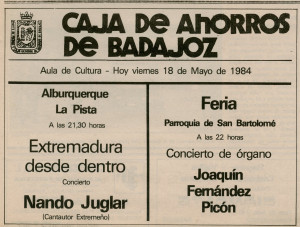 CAJA DE AHORROS
DE BADAJOZ
Aula de Cultura - Hoy viernes 18 de Mayo de 1984
Alburquerque
La Pista
A las 21,30 horas
Extremadura
desde dentro
Concierto
Nando Juglar
(Cantautor Extremeño)
Feria
Parroquia de San Bartolomé
A las 22 horas
Concierto de órgano
Joaquín
Fernández
Picón